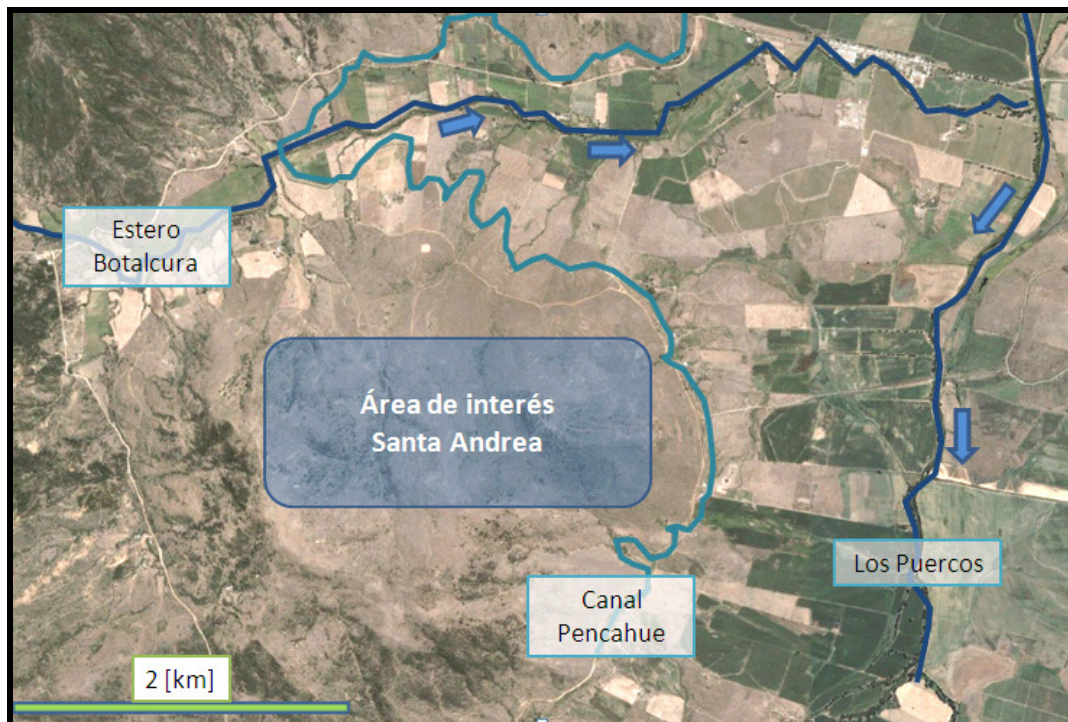 Estero
Botalcura
Área de interés
Santa Andrea
Los Puercos
Canal
Pencahue
2 [km]